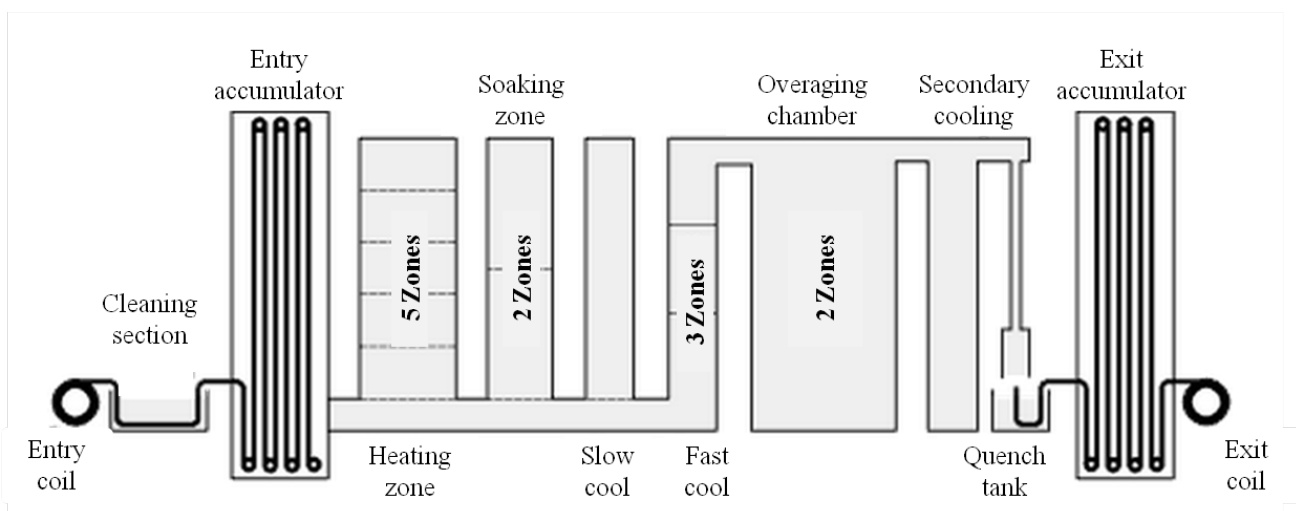 Entry
accumulator
Soaking
zone
Overaging
chamber
Secondary
cooling
Exit
accumulator
Cleaning
section
5 Zones
2 Zones
3 Zones
2 Zones
Entry
coil
Heating
zone
Slow
cool
Fast
cool
Quench
tank
Exit
coil